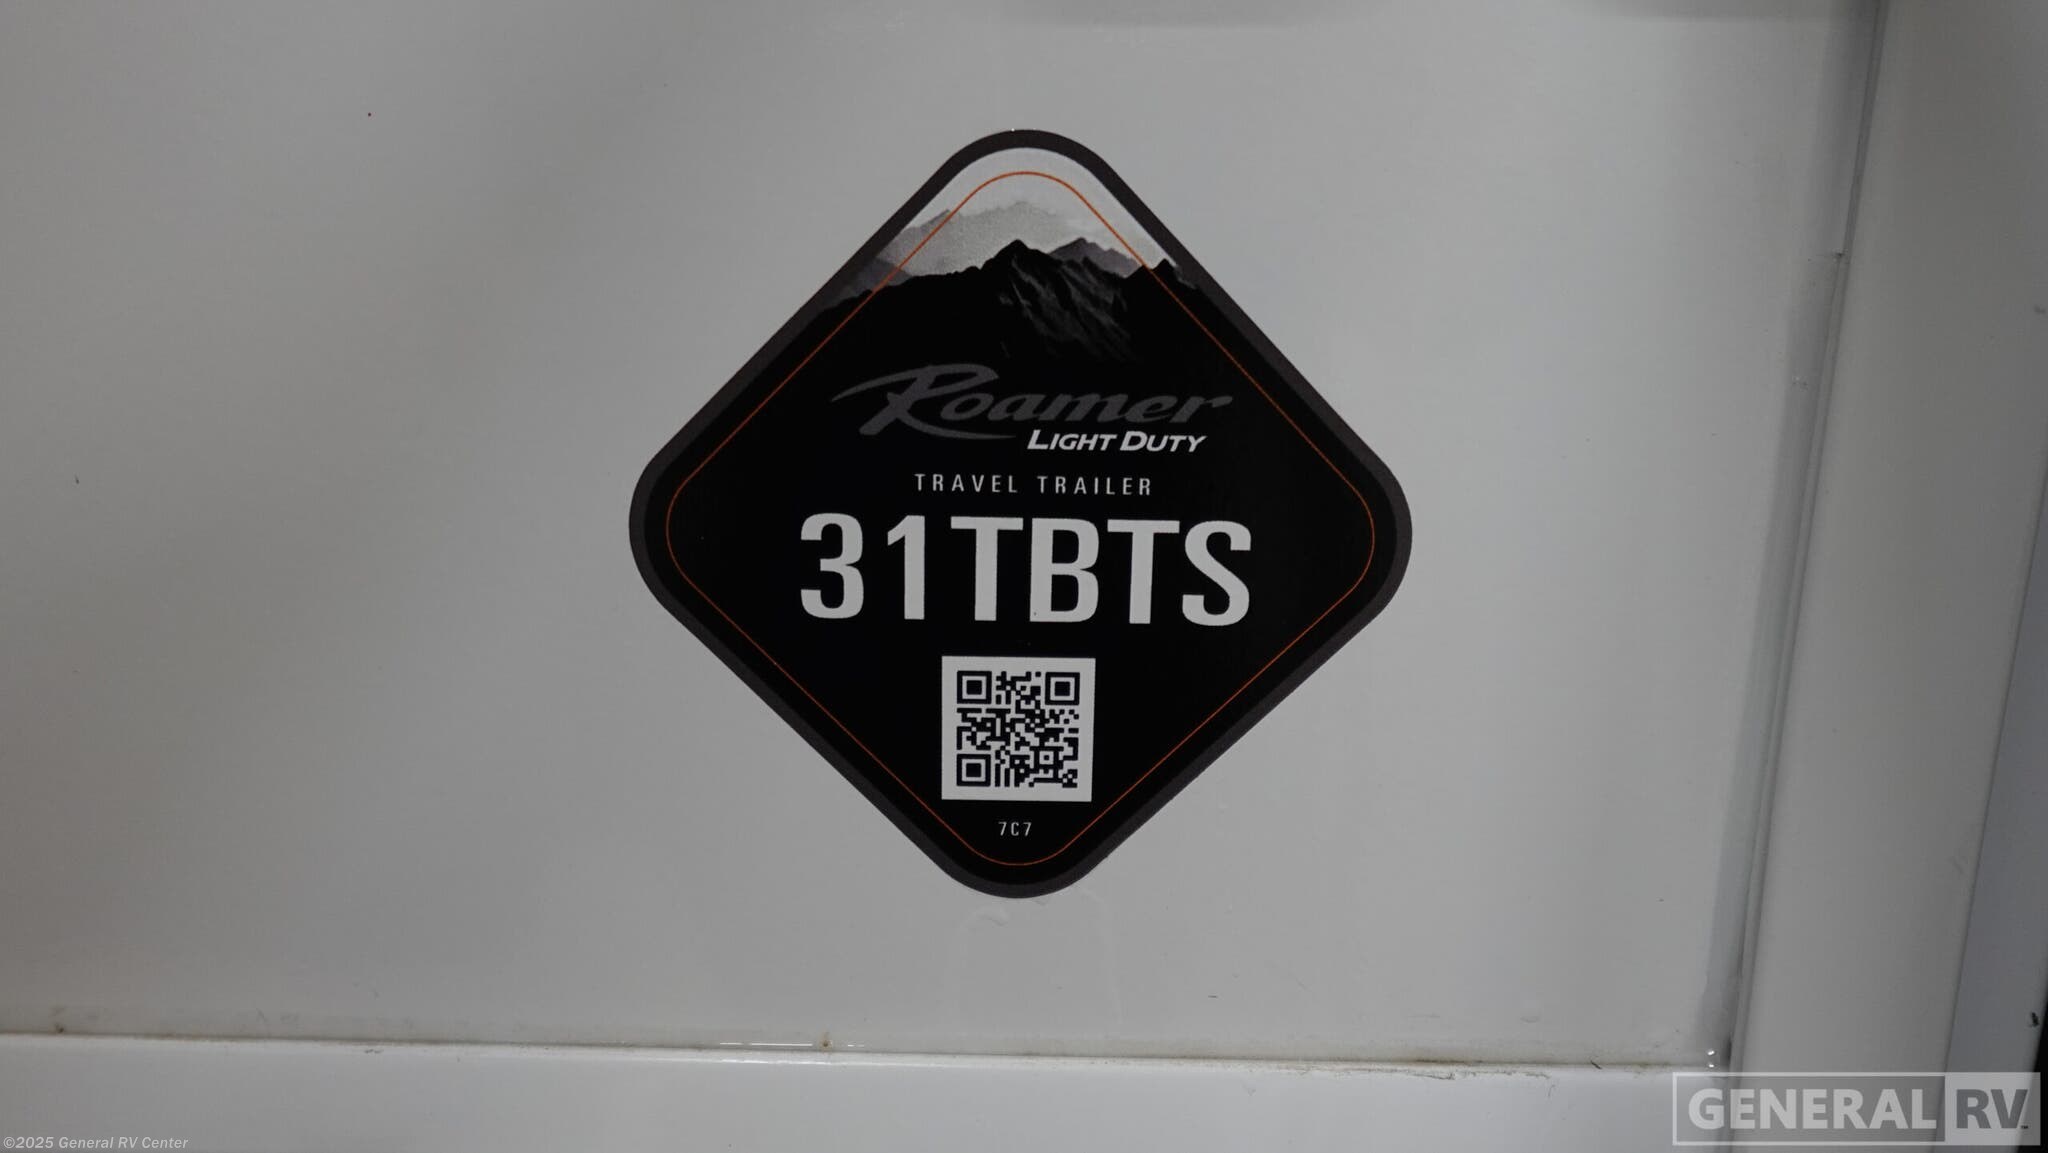 Roamer
LIGHT DUTY
TRAVEL TRAILER
31TBTS
7C7
GENERAL RV
©2025 General RV Center